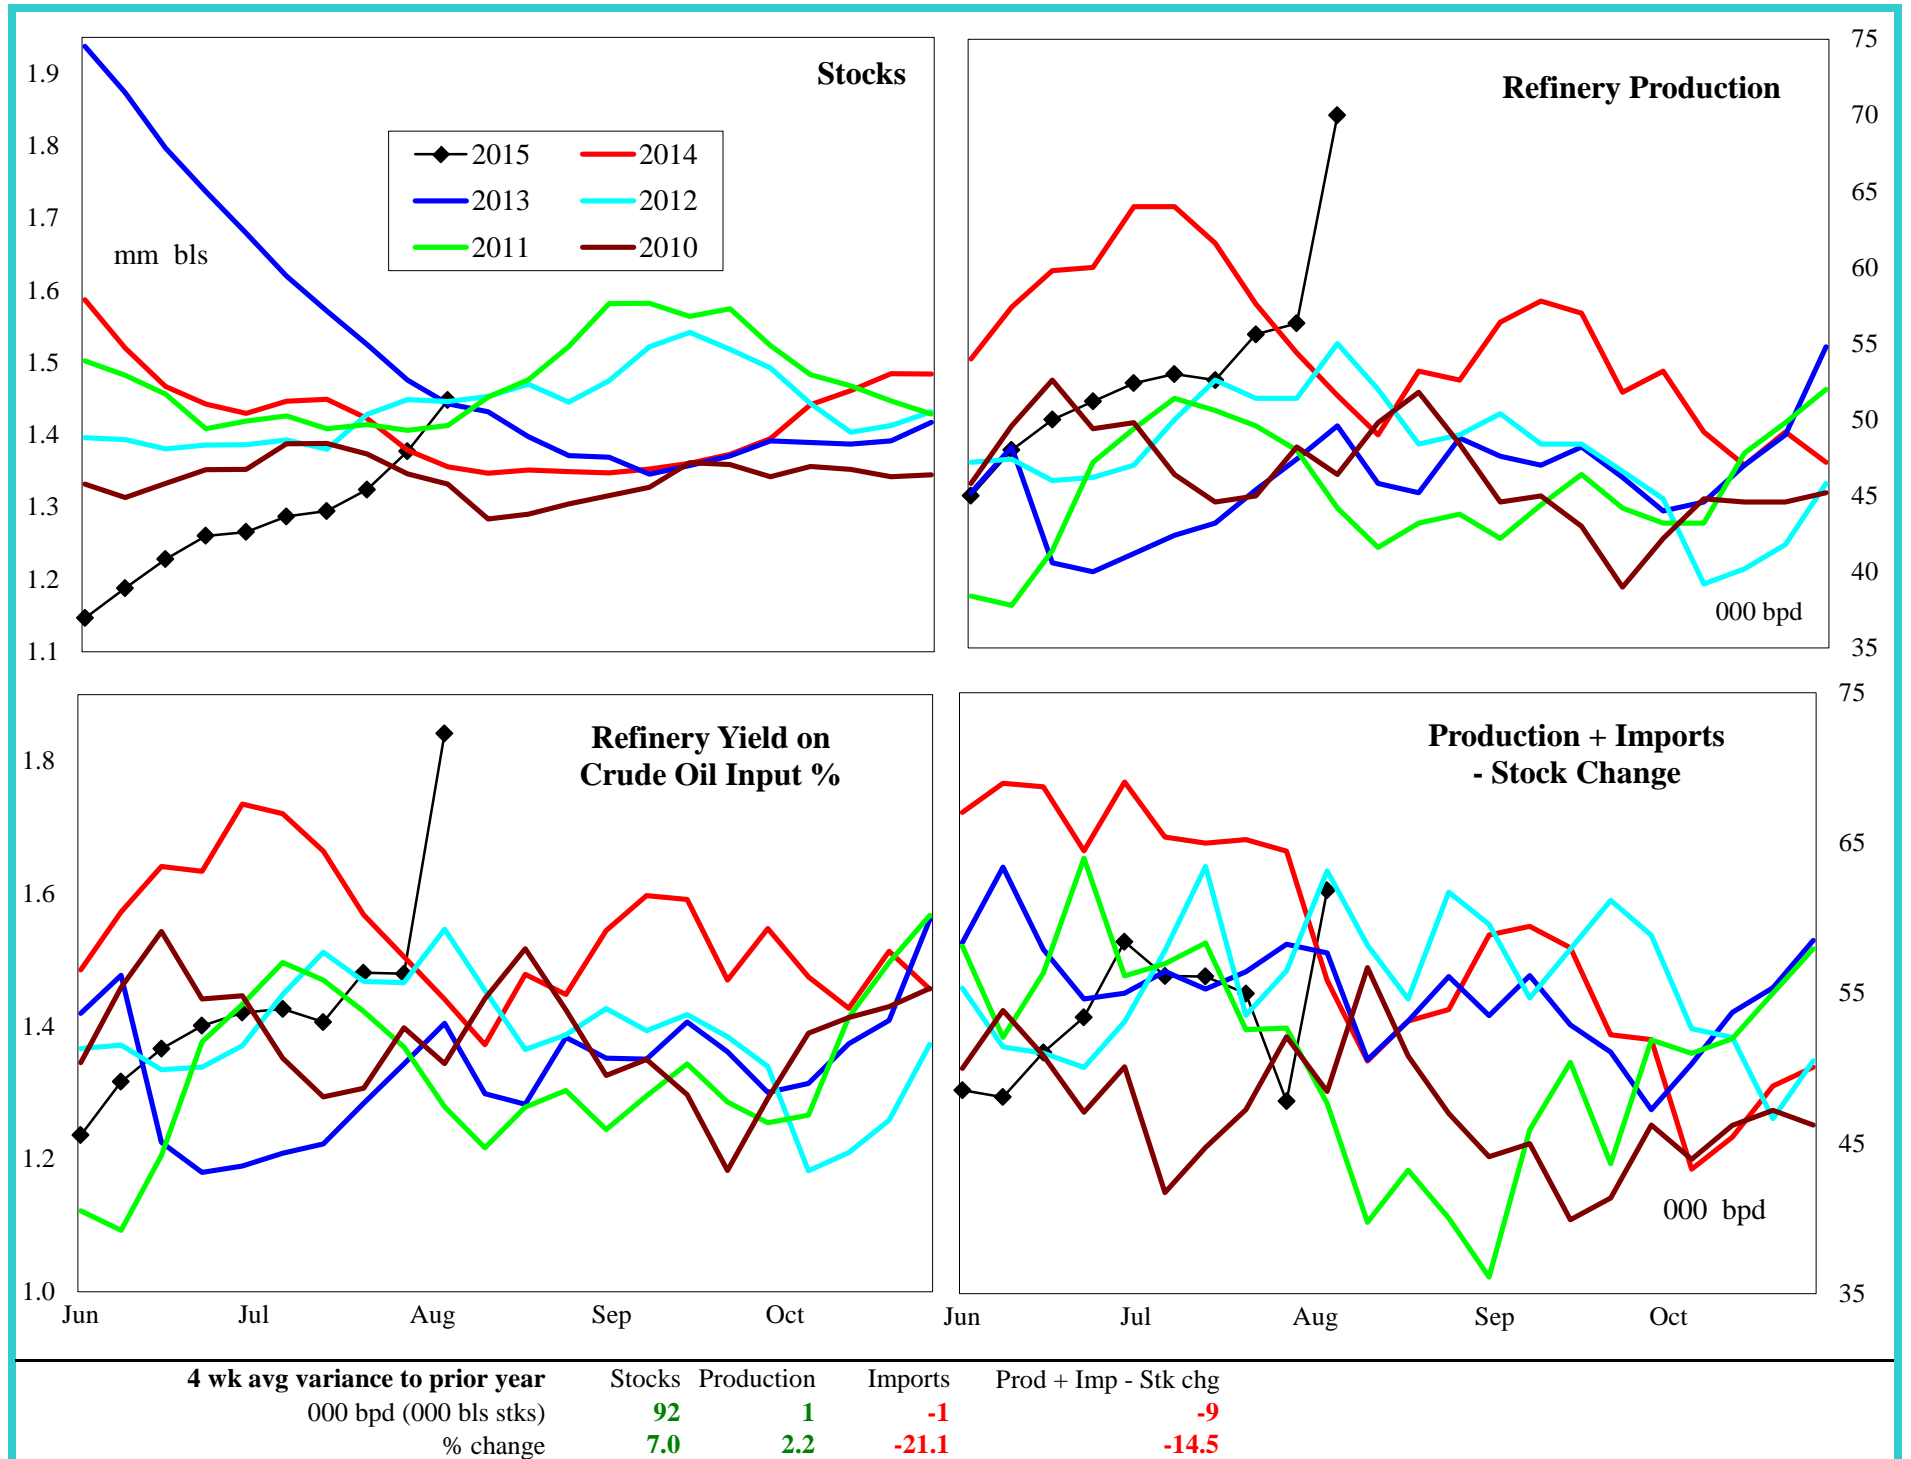 Stocks
1.9
1.8
1.7
1.6
1.5
1.4
1.3
1.2
1.1
mm bls
2015 2014
2013 2012
2011 2010
Refinery Production
75
70
65
60
55
50
45
40
35
000 bpd
Refinery Yield on
Crude Oil Input %
1.8
1.6
1.4
1.2
1.0
Jun Jul Aug Sep Oct
Production + Imports
- Stock Change
75
65
55
45
35
000 bpd
Jun Jul Aug Sep Oct
4 wk avg variance to prior year Stocks Production Imports Prod + Imp - Stk chg
000 bpd (000 bls stks) 92 1 -1 -9
% change 7.0 2.2 -21.1 -14.5